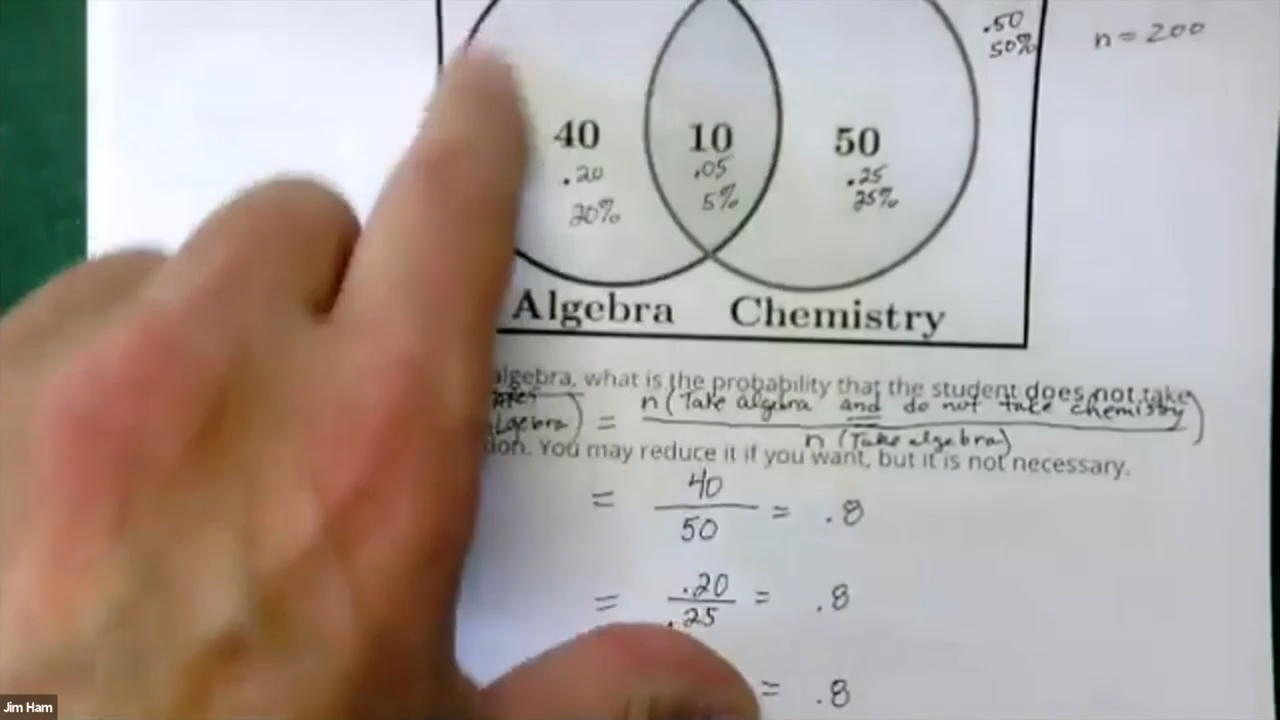 .50
50%
n = 200
40 10 50
.20 .05 .25
20% 5% 25%
Algebra Chemistry
algebra, what is the probability that the student does not take
n (Take algebra and do not take chemistry)
=
n (Take algebra)
You may reduce it if you want, but it is not necessary.
= 40 / 50 = .8
= .20 / .25 = .8
= .8
Jim Ham